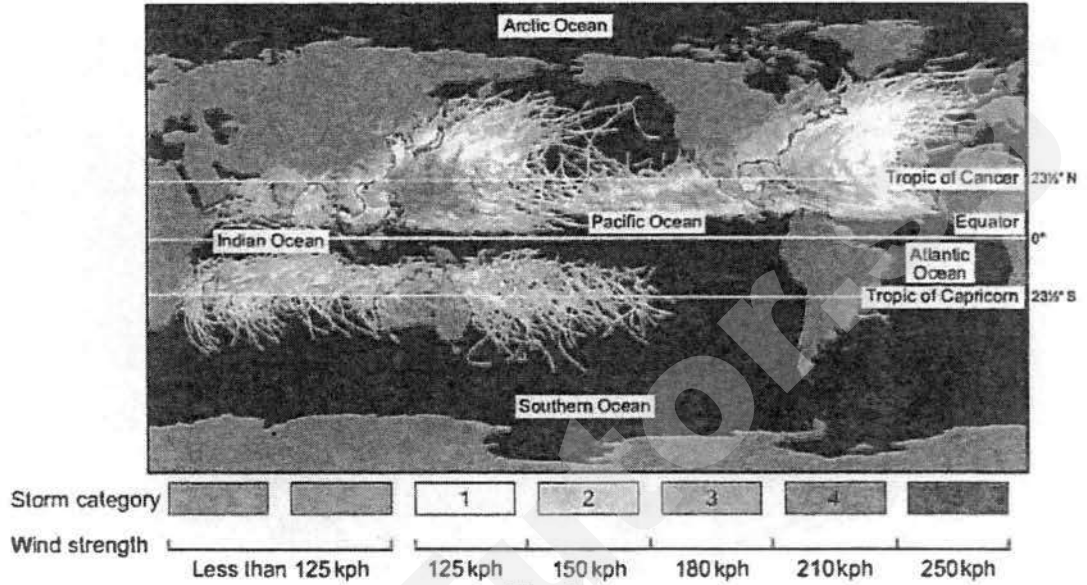 Arctic Ocean
Tropic of Cancer 23½° N
Pacific Ocean
Equator
Indian Ocean
0°
Atlantic
Ocean
Tropic of Capricorn 23½° S
Southern Ocean
Storm category 1 2 3 4
Wind strength
Less than 125 kph 125 kph 150 kph 180 kph 210 kph 250 kph